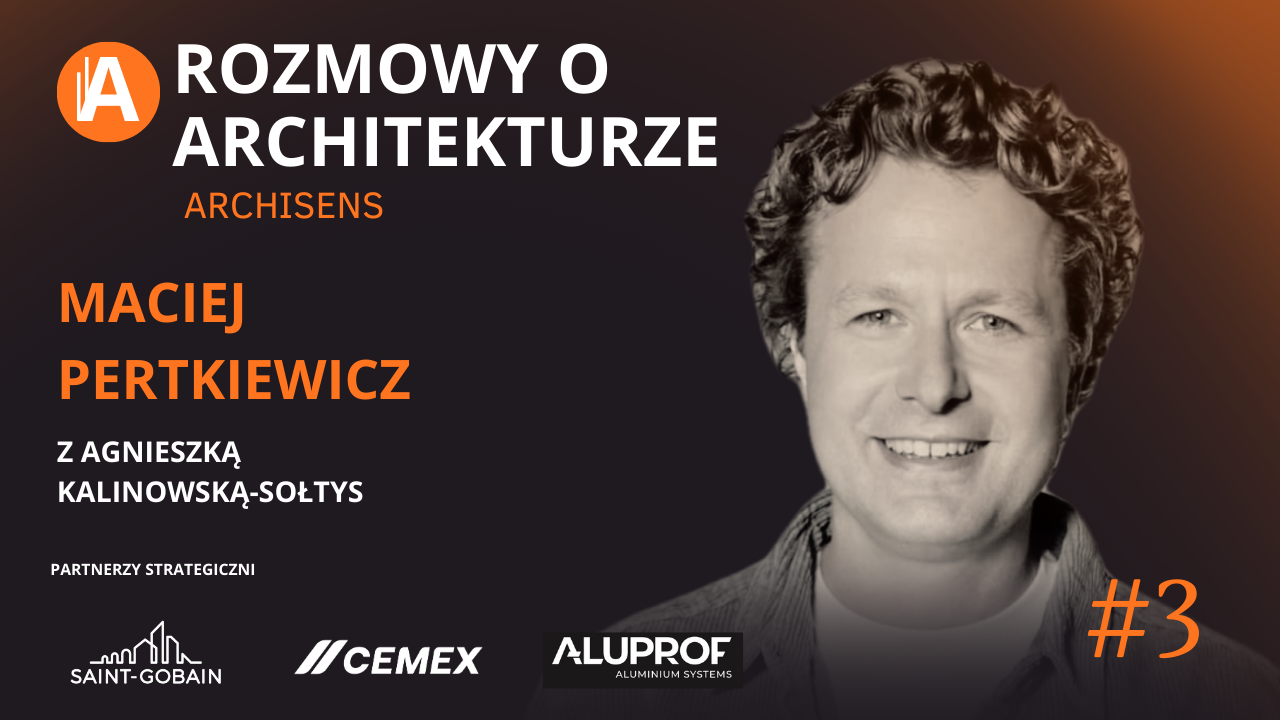 A
ROZMOWY O
ARCHITEKTURZE
ARCHISENS
MACIEJ
PERTKIEWICZ
Z AGNIESZKĄ
KALINOWSKĄ-SOŁTYS
PARTNERZY STRATEGICZNI
SAINT-GOBAIN
CEMEX
ALUPROF
ALUMINIUM SYSTEMS
#3